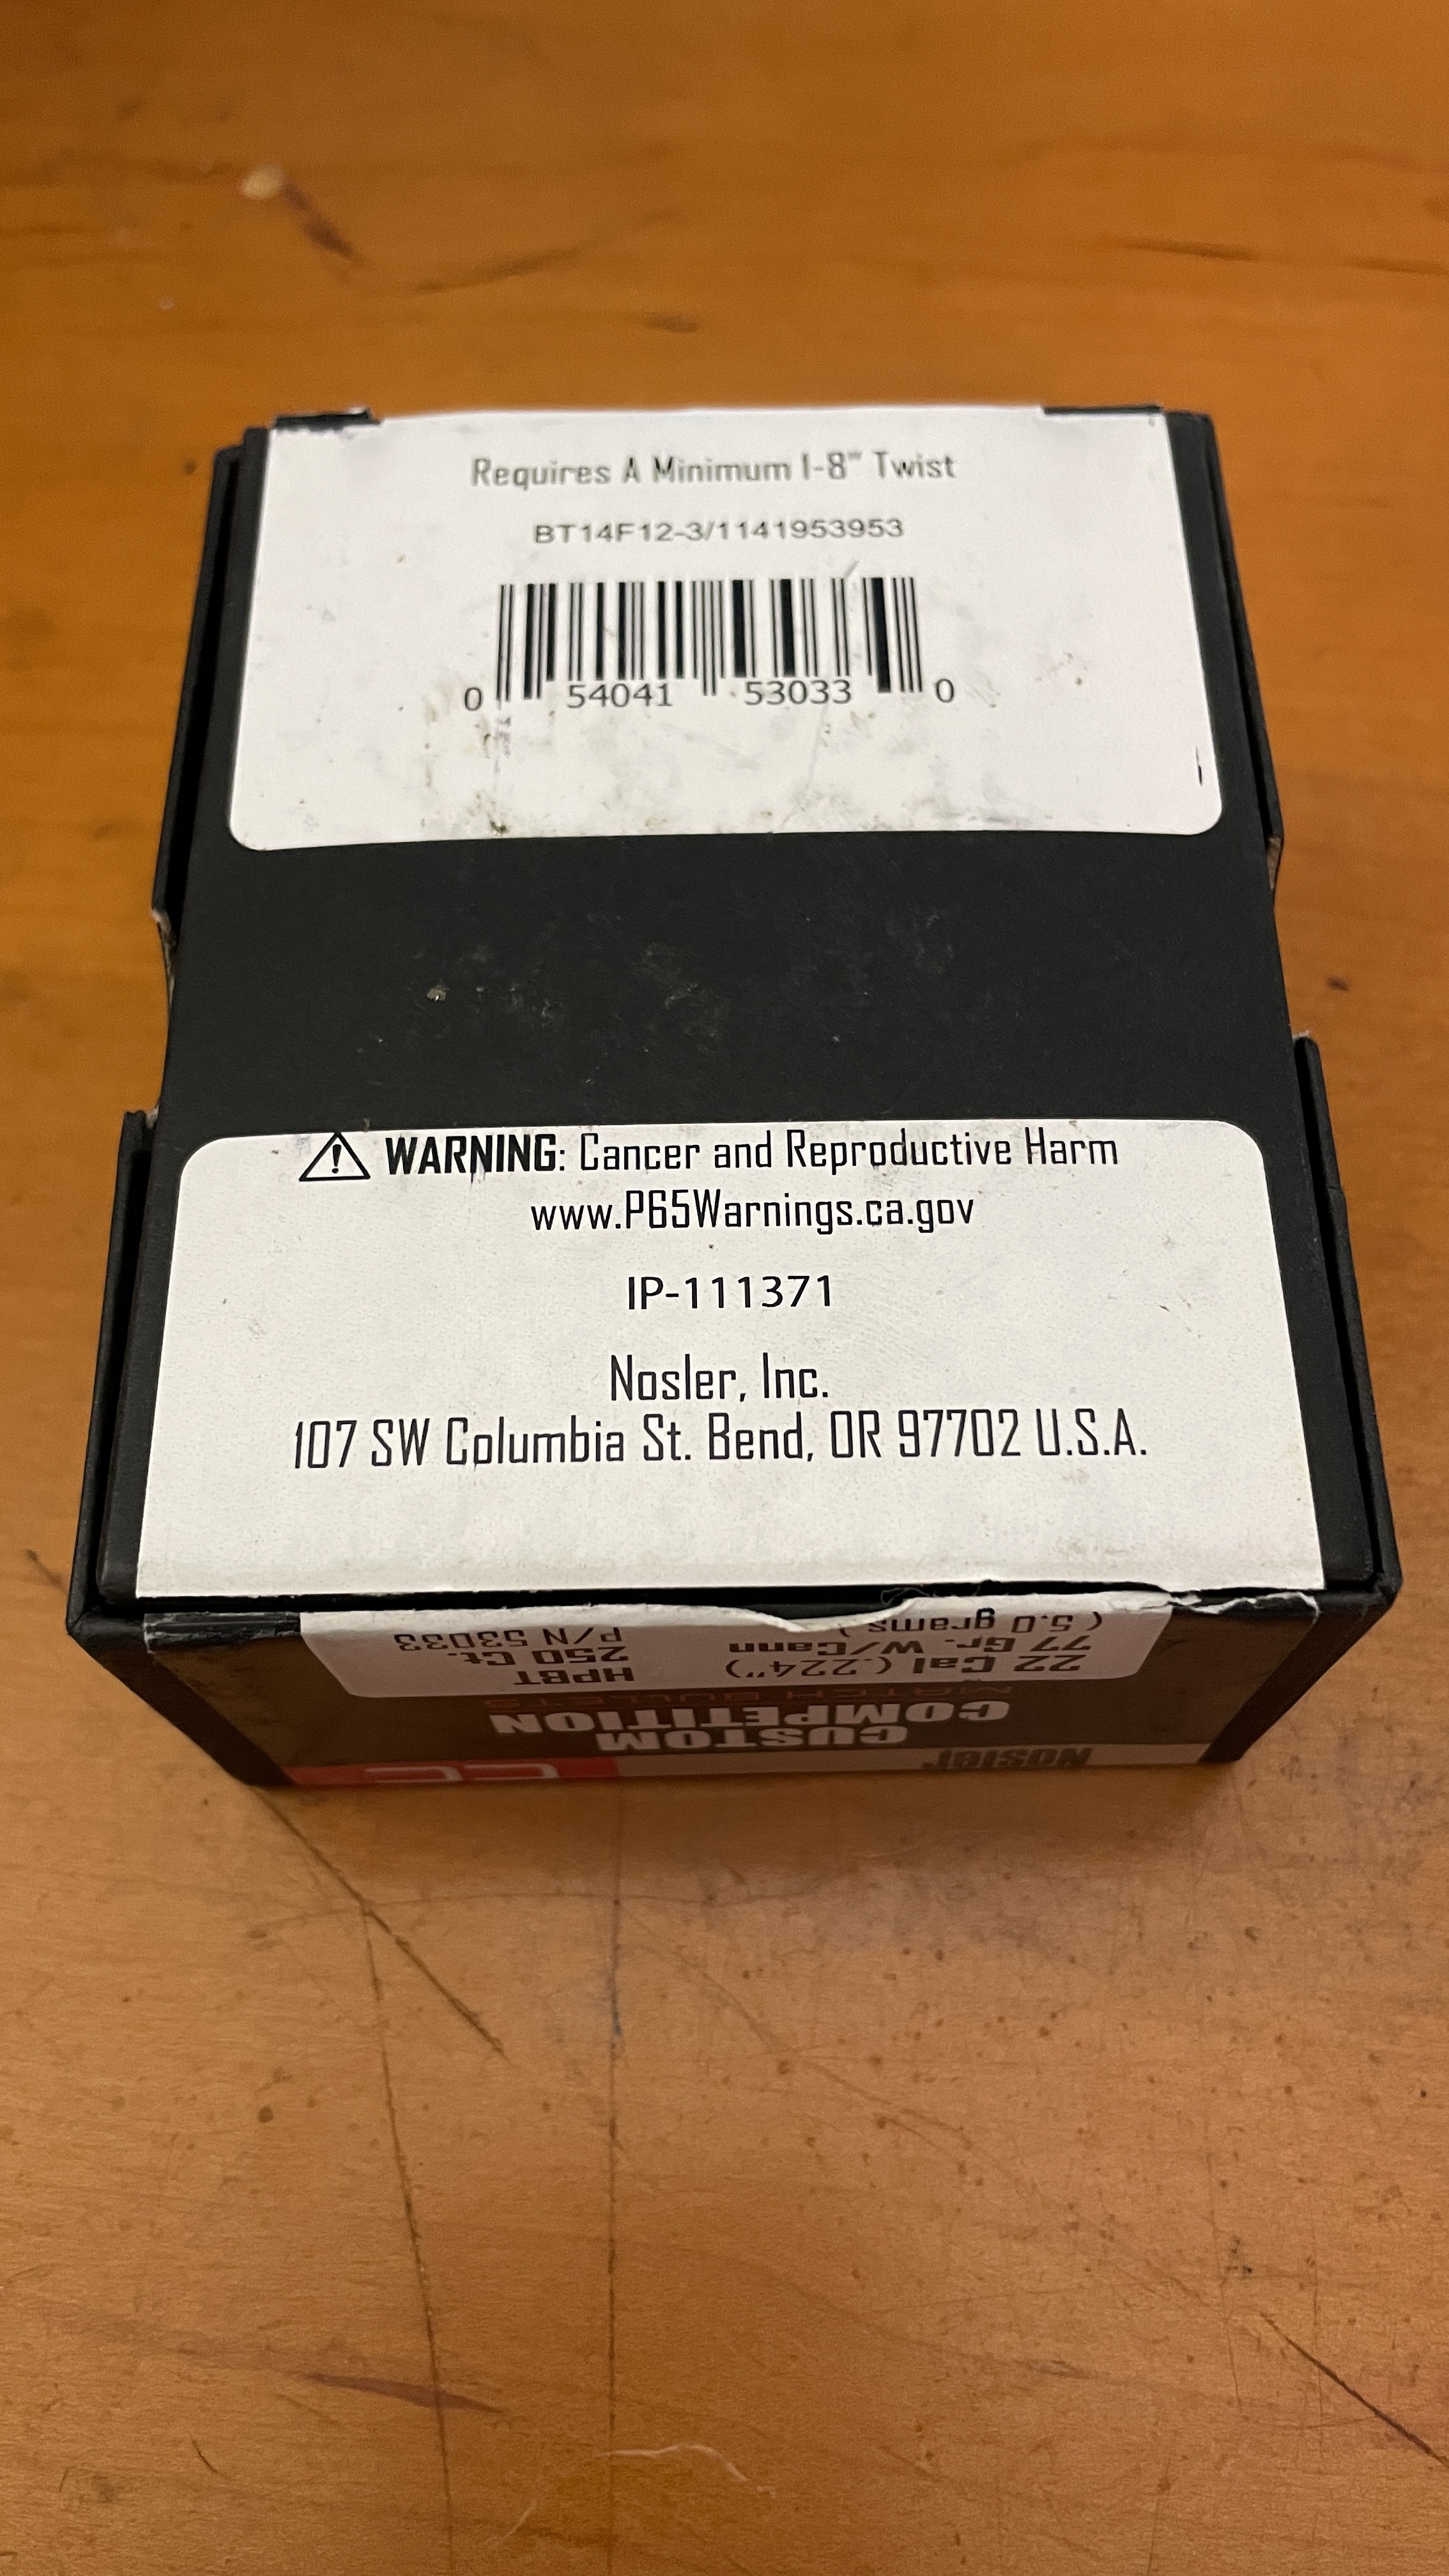 Requires A Minimum 1-8" Twist
BT14F12-3/1141953953
0 54041 53033 0
WARNING: Cancer and Reproductive Harm
www.P65Warnings.ca.gov
IP-111371
Nosler, Inc.
107 SW Columbia St. Bend, OR 97702 U.S.A.
Nosler CC
CUSTOM
COMPETITION
MATCH BULLETS
22 Cal (.224") HPBT
77 Gr. W/Cann 250 Ct.
(5.0 grams) P/N 53033